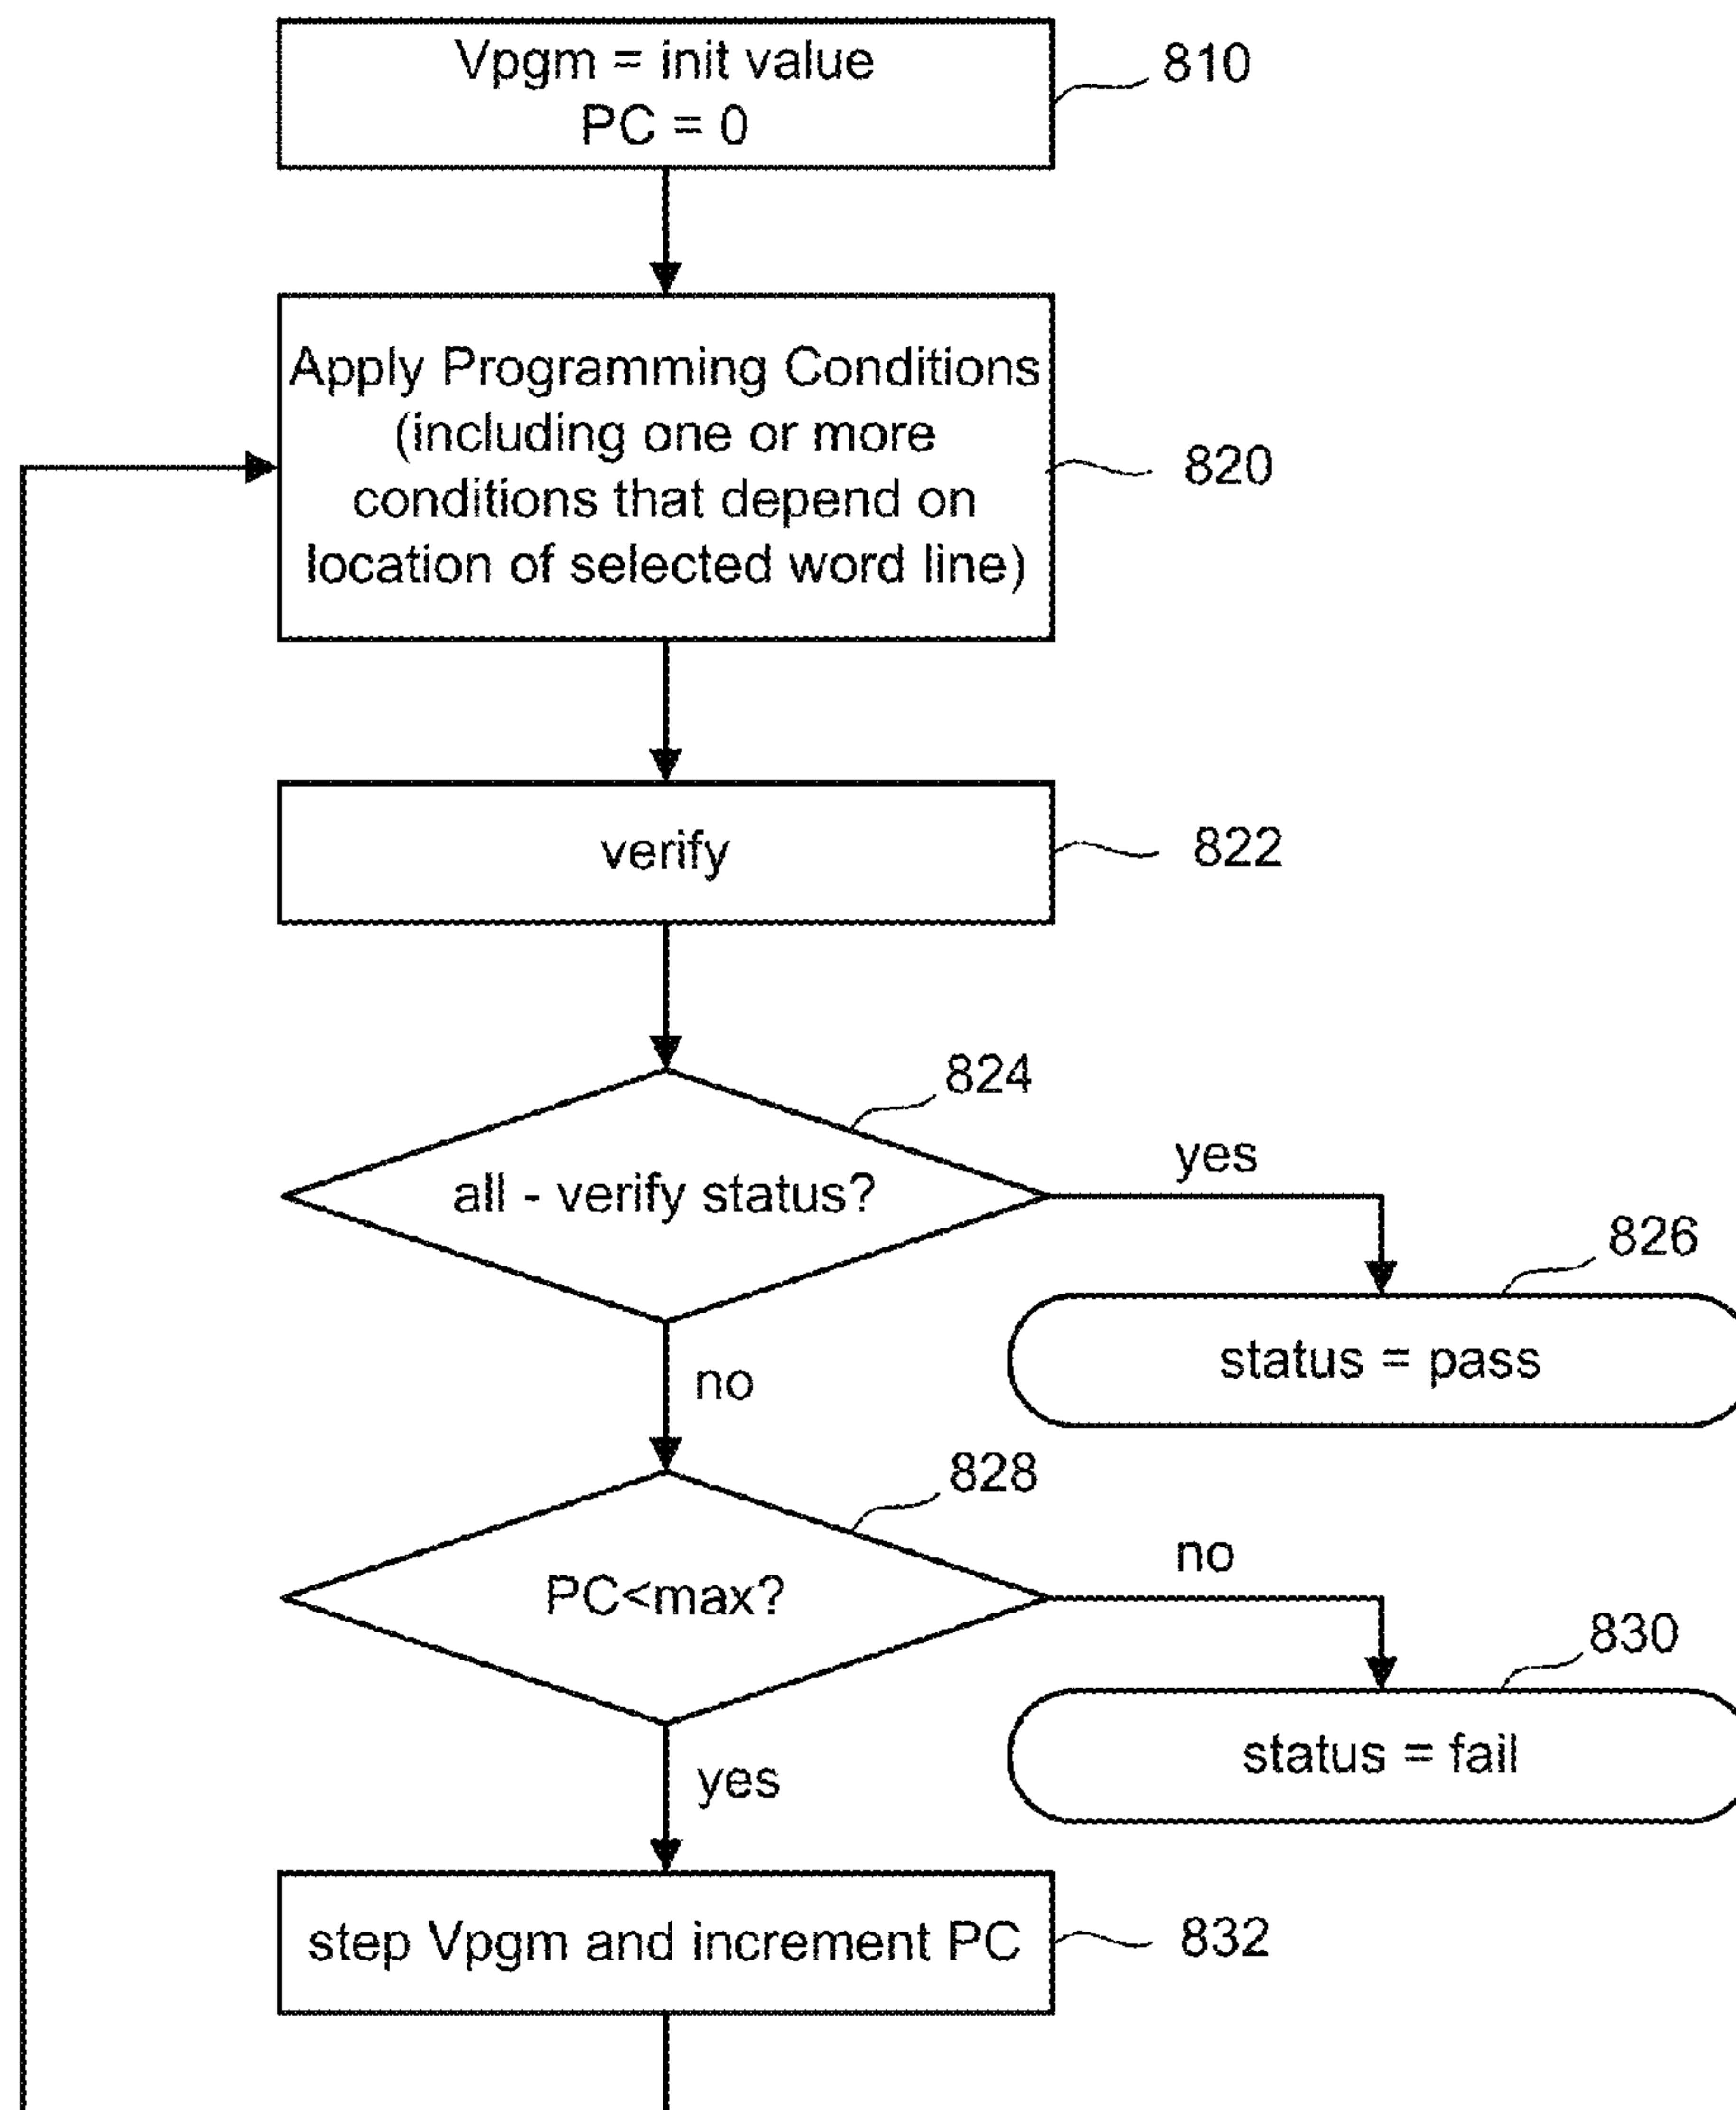 Vpgm = init value
PC = 0
810
Apply Programming Conditions
(including one or more
conditions that depend on
location of selected word line)
820
verify
822
824
all - verify status?
yes
826
status = pass
no
828
PC<max?
no
830
status = fail
yes
step Vpgm and increment PC
832